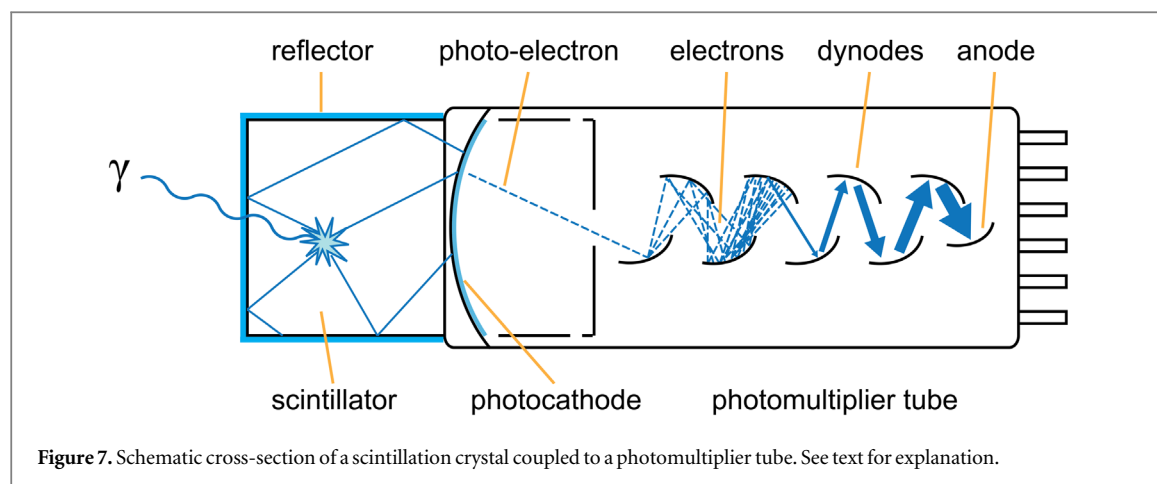 reflector photo-electron electrons dynodes anode
γ
scintillator photocathode photomultiplier tube
Figure 7. Schematic cross-section of a scintillation crystal coupled to a photomultiplier tube. See text for explanation.